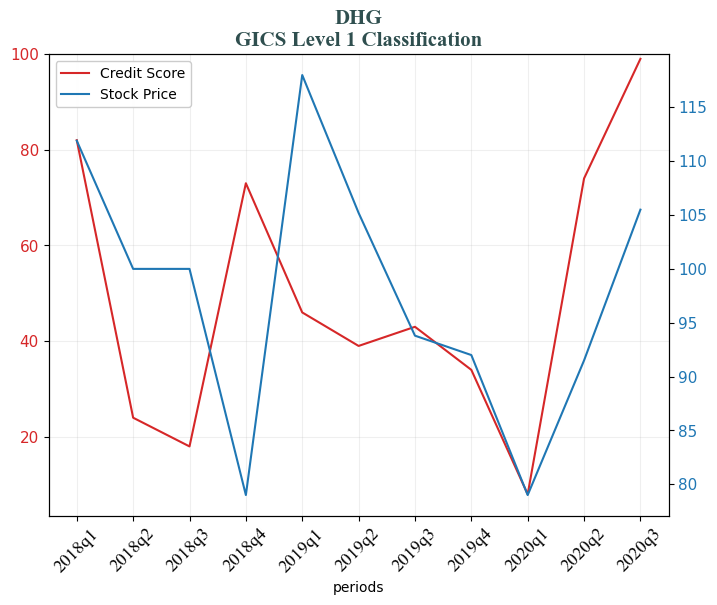 DHG
GICS Level 1 Classification
Credit Score
Stock Price
100
80
60
40
20
115
110
105
100
95
90
85
80
2018q1
2018q2
2018q3
2018q4
2019q1
2019q2
2019q3
2019q4
2020q1
2020q2
2020q3
periods